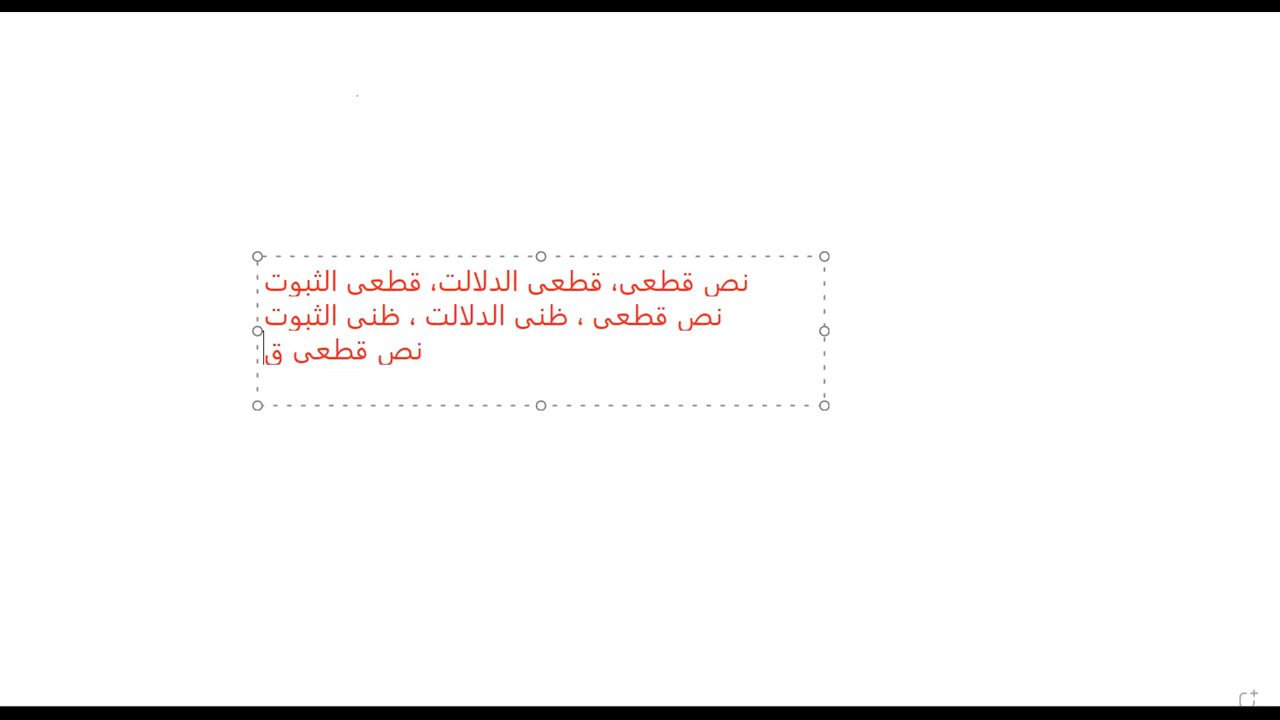 نص قطعی، قطعی الدلالت، قطعی الثبوت
نص قطعی ، ظنی الدلالت ، ظنی الثبوت
نص قطعی ق